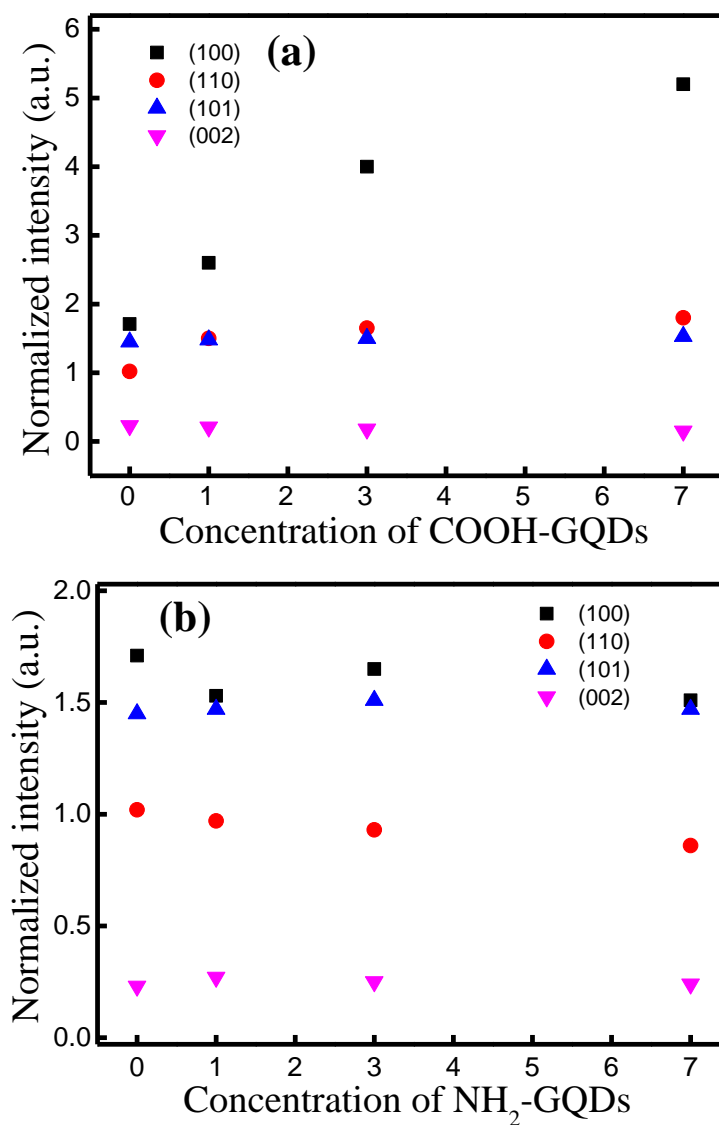 (a)
(100)
(110)
(101)
(002)
Normalized intensity (a.u.)
6
5
4
3
2
1
0
0 1 2 3 4 5 6 7
Concentration of COOH-GQDs
(b)
(100)
(110)
(101)
(002)
Normalized intensity (a.u.)
2.0
1.5
1.0
0.5
0.0
0 1 2 3 4 5 6 7
Concentration of NH₂-GQDs